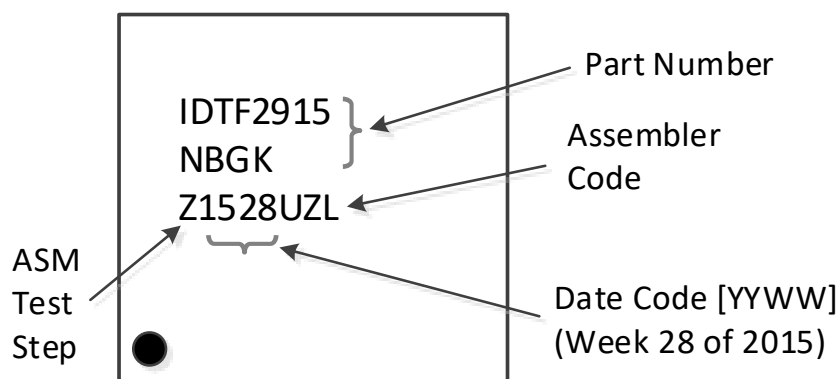 IDTF2915
NBGK
Z1528UZL
Part Number
Assembler
Code
ASM
Test
Step
Date Code [YYWW]
(Week 28 of 2015)